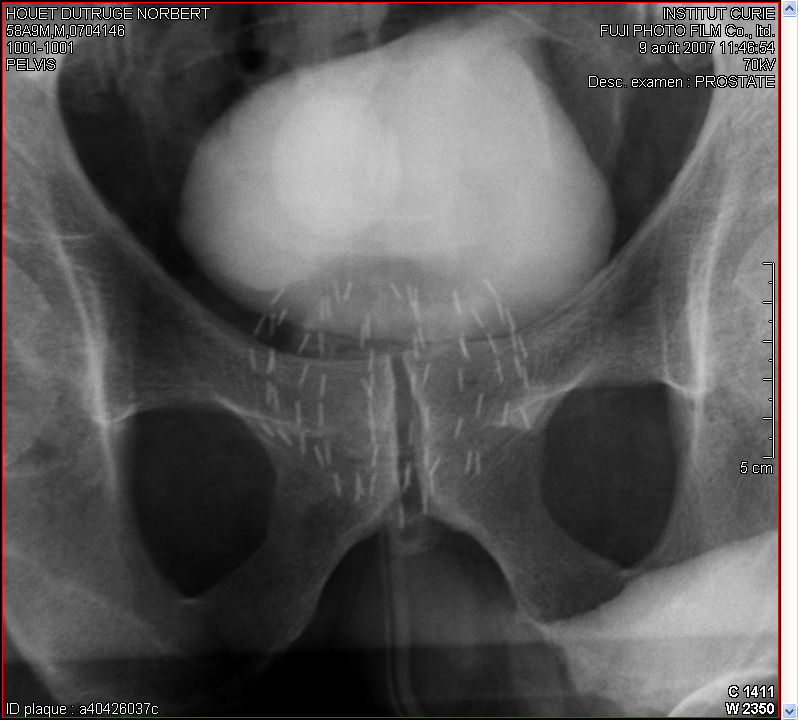 HOUET DUTRUGE NORBERT
58A9M,M,0704146
1001-1001
PELVIS
INSTITUT CURIE
FUJI PHOTO FILM Co., ltd.
9 août 2007 11:46:54
70kV
Desc. examen : PROSTATE
5 cm
ID plaque : a40426037c
C 1411
W 2350